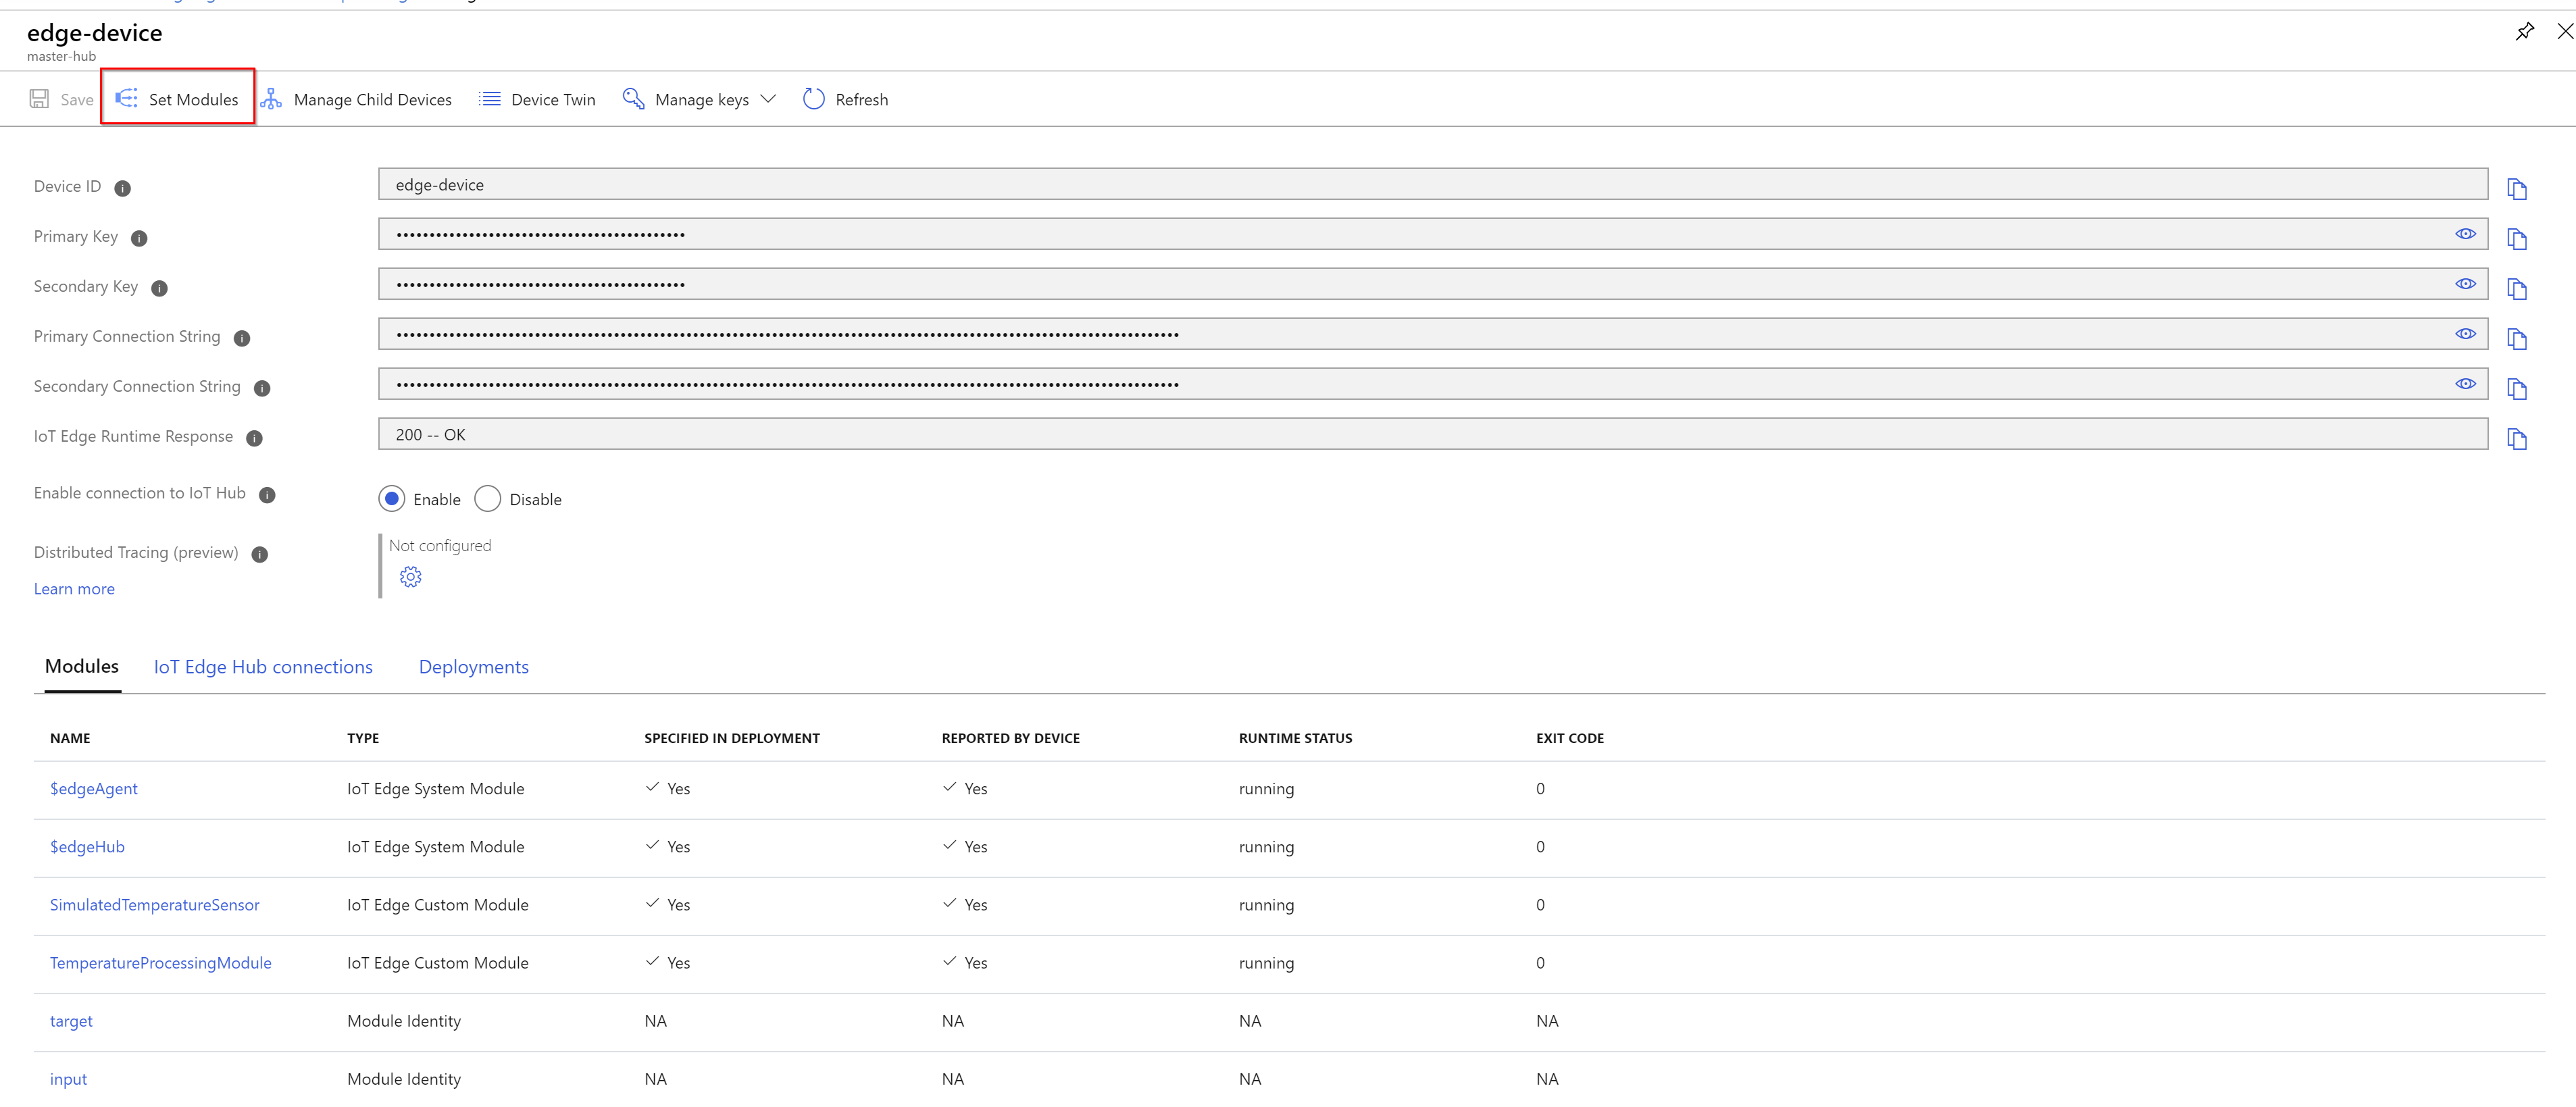 edge-device
master-hub
Save Set Modules Manage Child Devices Device Twin Manage keys Refresh
Device ID edge-device
Primary Key ••••••••••••••••••••••••••••••••••••••••••••
Secondary Key ••••••••••••••••••••••••••••••••••••••••••••
Primary Connection String
Secondary Connection String
IoT Edge Runtime Response 200 -- OK
Enable connection to IoT Hub Enable Disable
Distributed Tracing (preview) Not configured
Learn more
Modules IoT Edge Hub connections Deployments
NAME TYPE SPECIFIED IN DEPLOYMENT REPORTED BY DEVICE RUNTIME STATUS EXIT CODE
$edgeAgent IoT Edge System Module Yes Yes running 0
$edgeHub IoT Edge System Module Yes Yes running 0
SimulatedTemperatureSensor IoT Edge Custom Module Yes Yes running 0
TemperatureProcessingModule IoT Edge Custom Module Yes Yes running 0
target Module Identity NA NA NA NA
input Module Identity NA NA NA NA